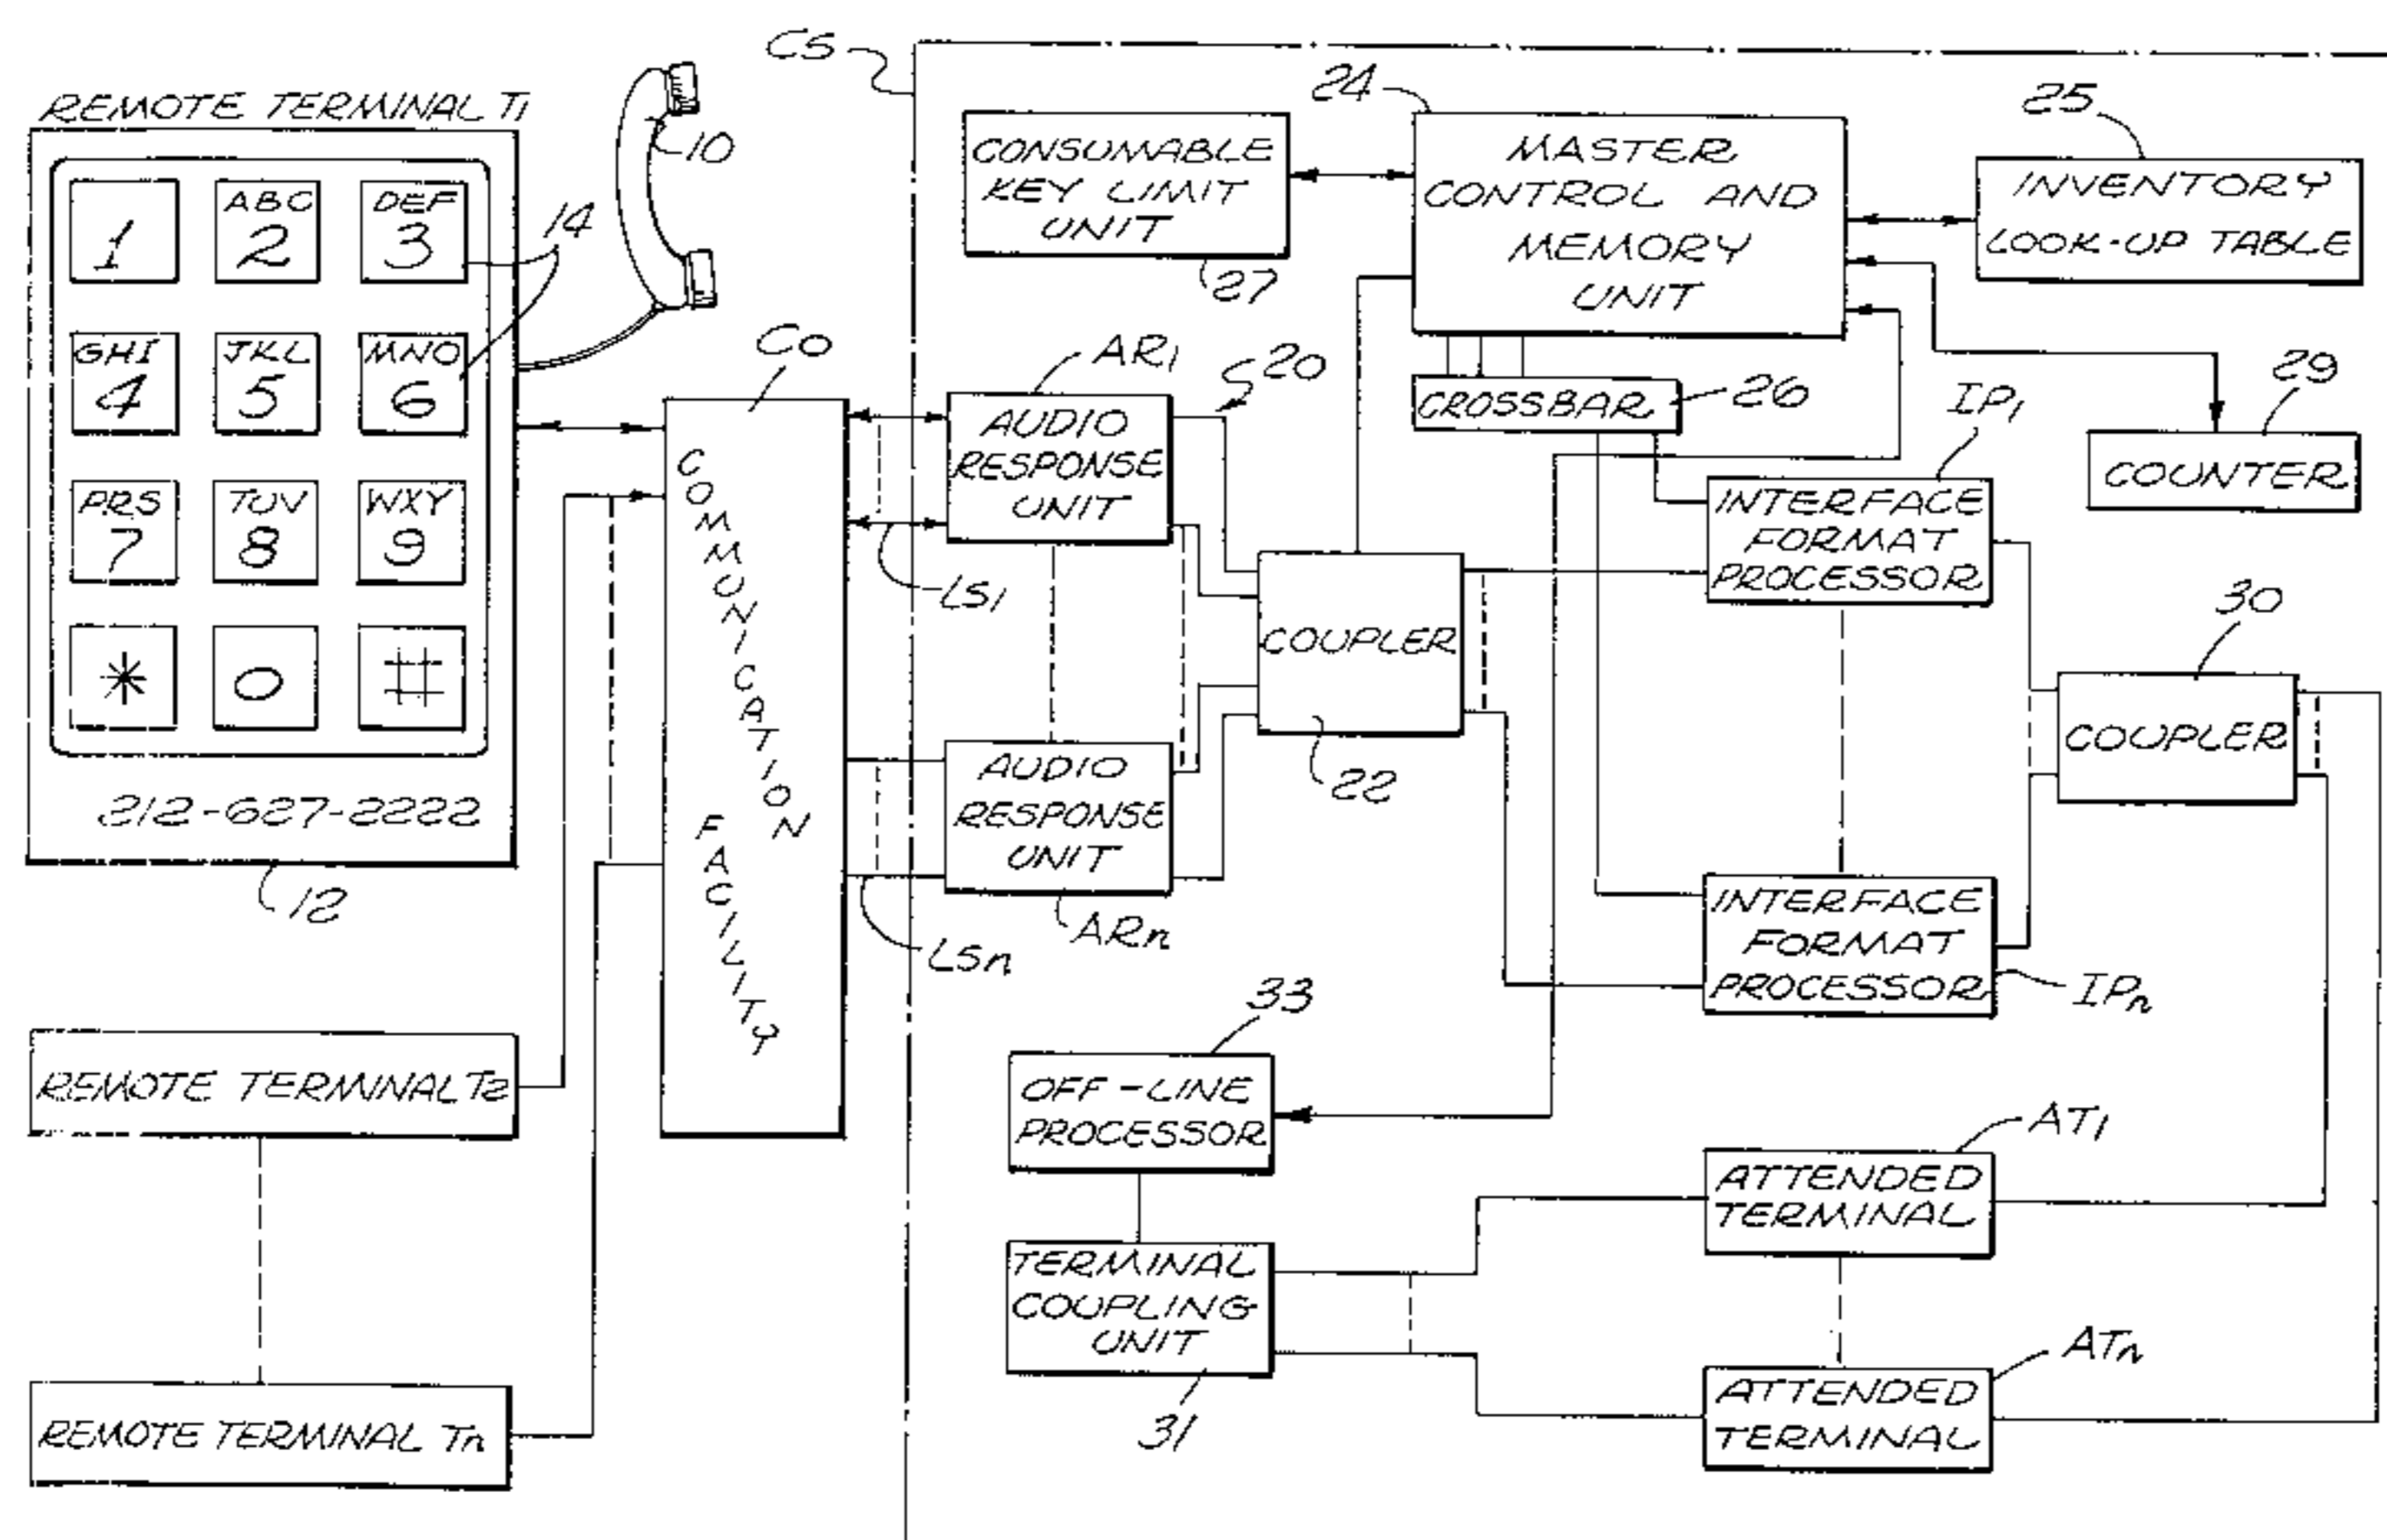 REMOTE TERMINAL T1
10
1
ABC
2
DEF
3
14
GHI
4
JKL
5
MNO
6
PRS
7
TUV
8
WXY
9
*
0
#
212-627-2222
12
REMOTE TERMINAL T2
REMOTE TERMINAL Tn
CO
COMMUNICATION
FACILITY
CS
LS1
LSn
AR1
20
AUDIO
RESPONSE
UNIT
AUDIO
RESPONSE
UNIT
ARn
CONSUMABLE
KEY LIMIT
UNIT
27
24
MASTER
CONTROL AND
MEMORY
UNIT
25
INVENTORY
LOOK-UP TABLE
CROSSBAR
26
29
COUNTER
COUPLER
22
IP1
INTERFACE
FORMAT
PROCESSOR
INTERFACE
FORMAT
PROCESSOR
IPn
30
COUPLER
33
OFF-LINE
PROCESSOR
TERMINAL
COUPLING
UNIT
31
AT1
ATTENDED
TERMINAL
ATn
ATTENDED
TERMINAL